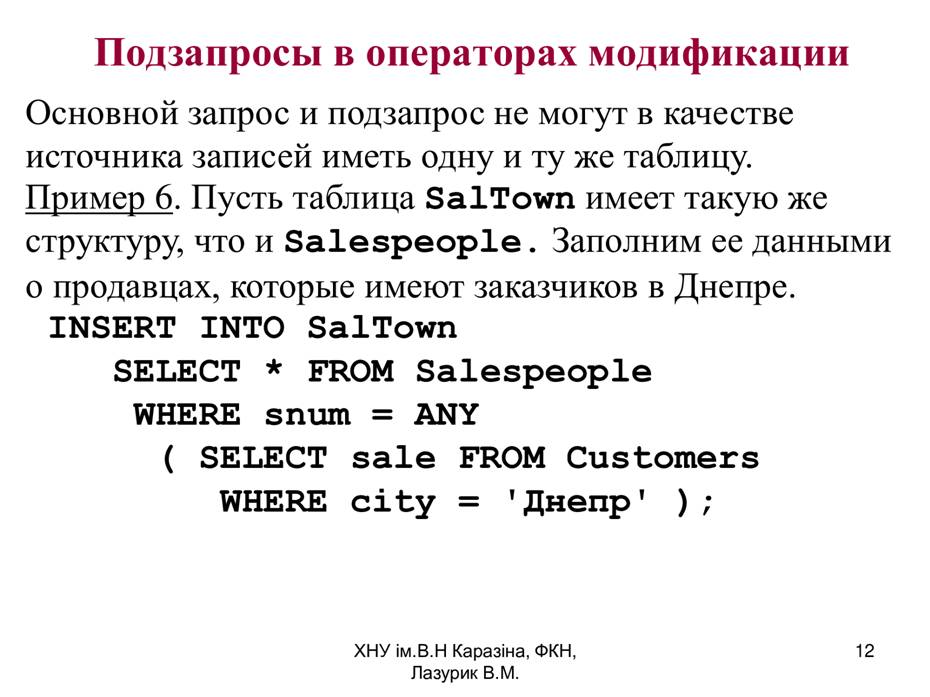 Подзапросы в операторах модификации
Основной запрос и подзапрос не могут в качестве
источника записей иметь одну и ту же таблицу.
Пример 6. Пусть таблица SalTown имеет такую же
структуру, что и Salespeople. Заполним ее данными
о продавцах, которые имеют заказчиков в Днепре.
INSERT INTO SalTown
SELECT * FROM Salespeople
WHERE snum = ANY
( SELECT sale FROM Customers
WHERE city = 'Днепр' );
ХНУ ім.В.Н Каразіна, ФКН,
Лазурик В.М.
12